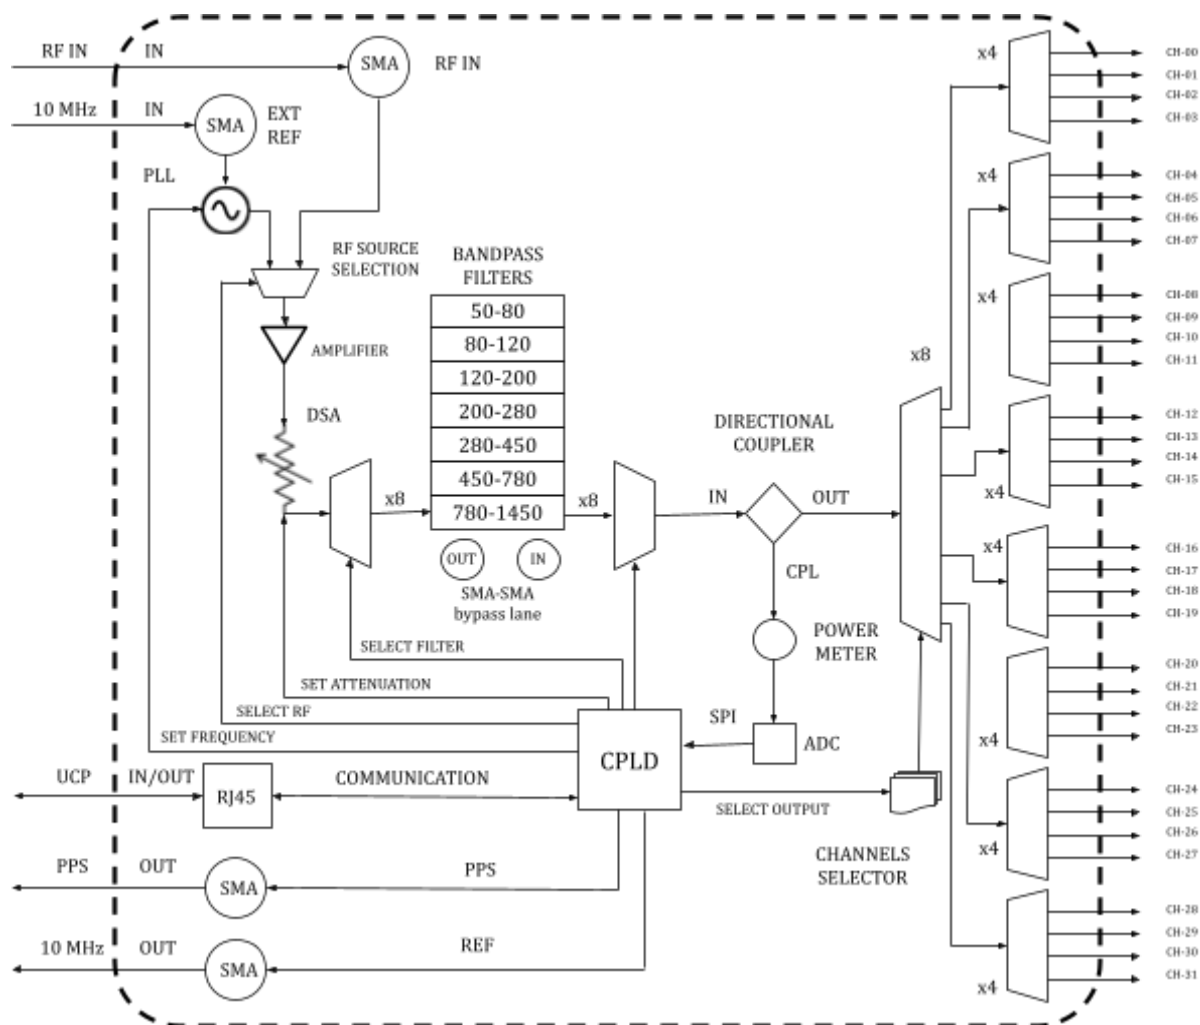 RF IN
IN
SMA
RF IN
10 MHz
IN
SMA
EXT
REF
PLL
RF SOURCE
SELECTION
AMPLIFIER
DSA
BANDPASS
FILTERS
50-80
80-120
120-200
200-280
280-450
450-780
780-1450
x8
x8
OUT
IN
SMA-SMA
bypass lane
DIRECTIONAL
COUPLER
IN
OUT
CPL
POWER
METER
SPI
ADC
SELECT FILTER
SET ATTENUATION
SELECT RF
SET FREQUENCY
CPLD
UCP
IN/OUT
RJ45
COMMUNICATION
SELECT OUTPUT
CHANNELS
SELECTOR
PPS
OUT
SMA
PPS
10 MHz
OUT
SMA
REF
x8
x4
CH-00
CH-01
CH-02
CH-03
x4
CH-04
CH-05
CH-06
CH-07
x4
CH-08
CH-09
CH-10
CH-11
x4
CH-12
CH-13
CH-14
CH-15
x4
CH-16
CH-17
CH-18
CH-19
x4
CH-20
CH-21
CH-22
CH-23
x4
CH-24
CH-25
CH-26
CH-27
x4
CH-28
CH-29
CH-30
CH-31